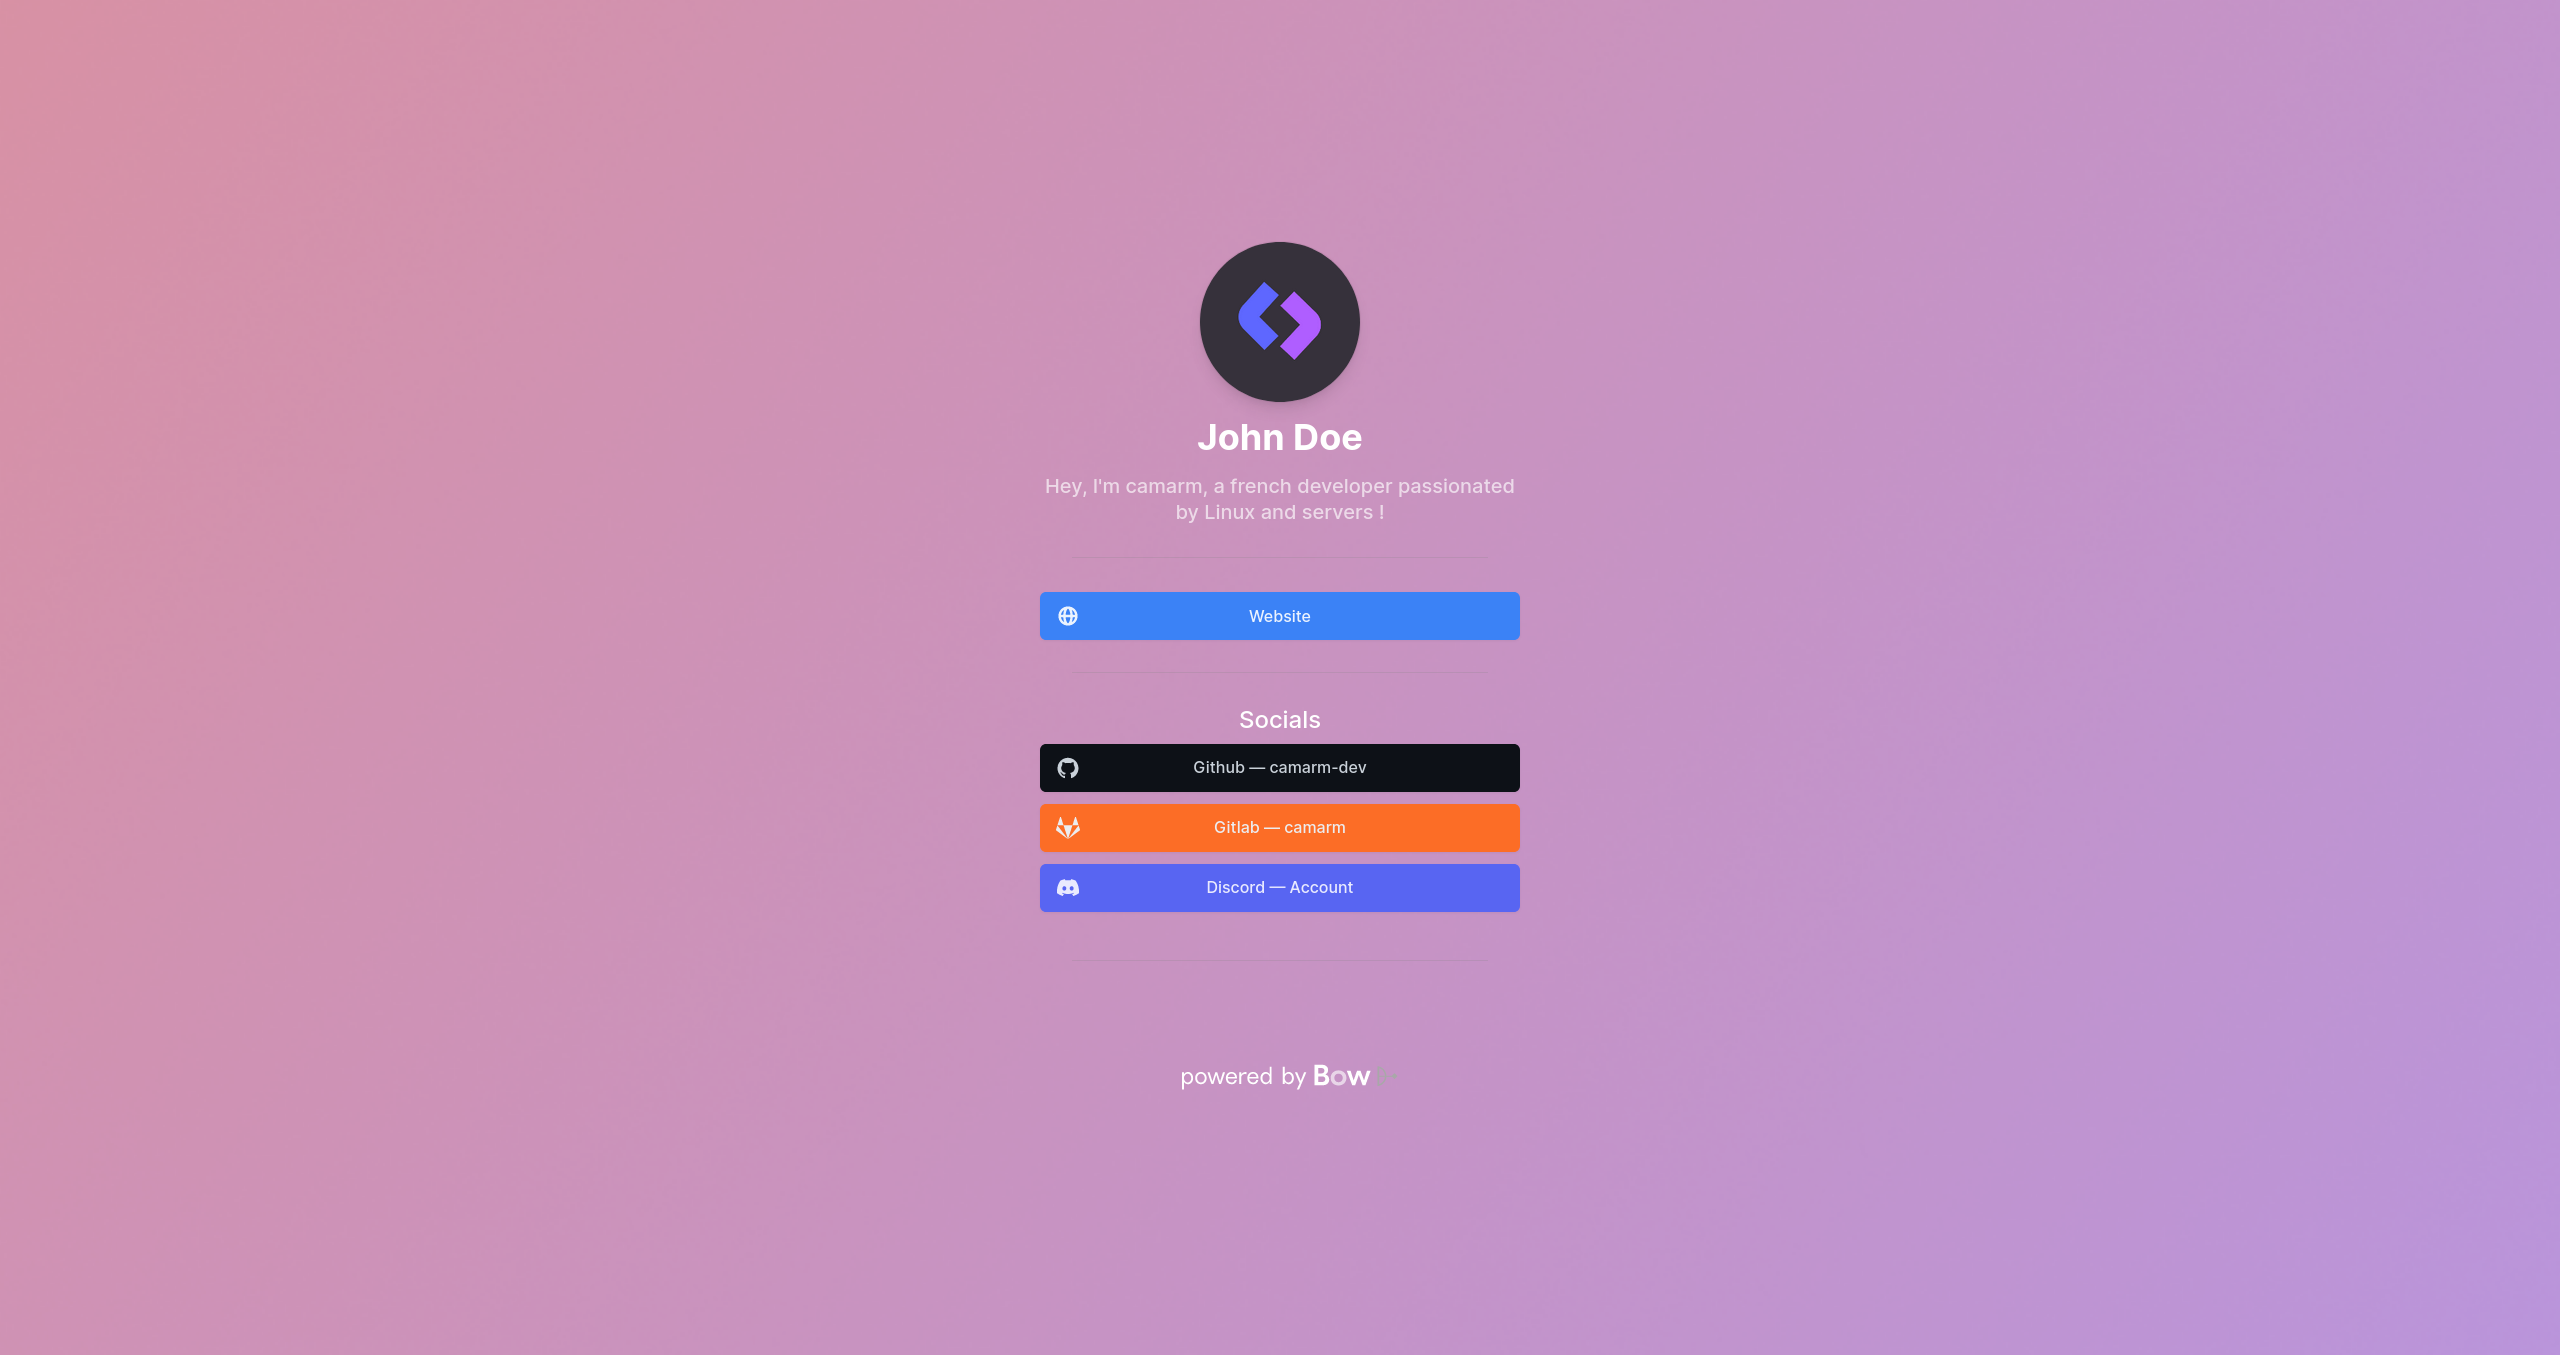 John Doe
Hey, I'm camarm, a french developer passionated
by Linux and servers !
Website
Socials
Github — camarm-dev
Gitlab — camarm
Discord — Account
powered by Bow